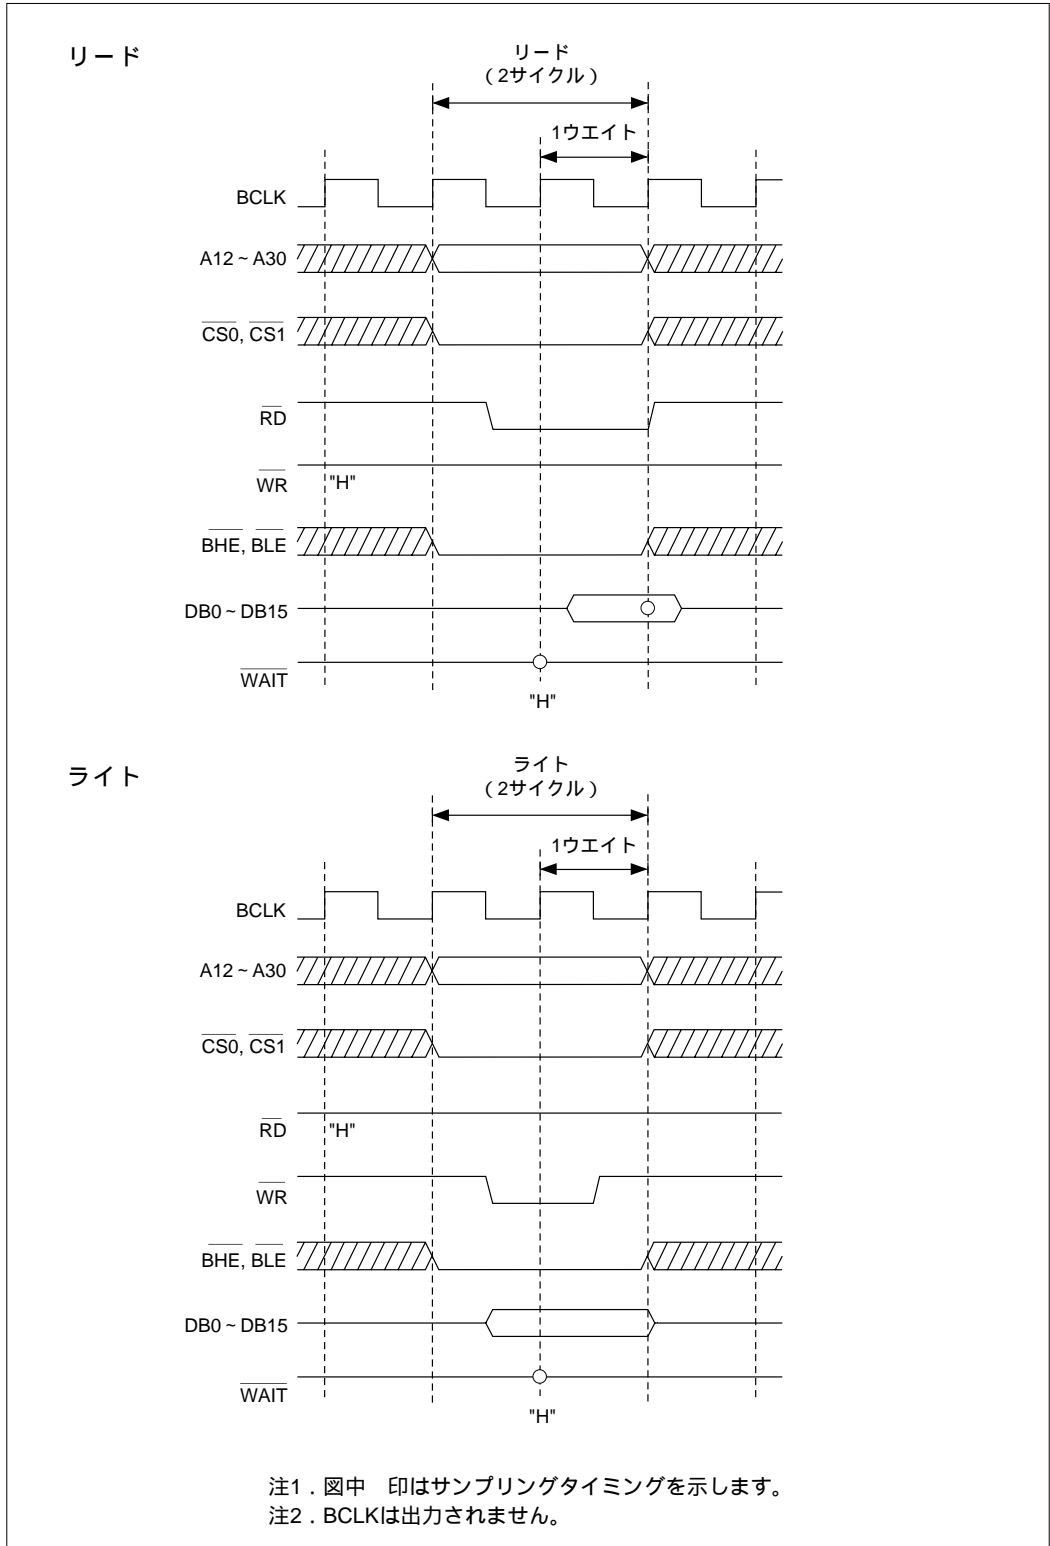 リード
リード
(2サイクル)
1ウエイト
BCLK
A12~A30
CS0, CS1
RD
WR
"H"
BHE, BLE
DB0~DB15
WAIT
"H"
ライト
ライト
(2サイクル)
1ウエイト
BCLK
A12~A30
CS0, CS1
RD
"H"
WR
BHE, BLE
DB0~DB15
WAIT
"H"
注1．図中　印はサンプリングタイミングを示します。
注2．BCLKは出力されません。